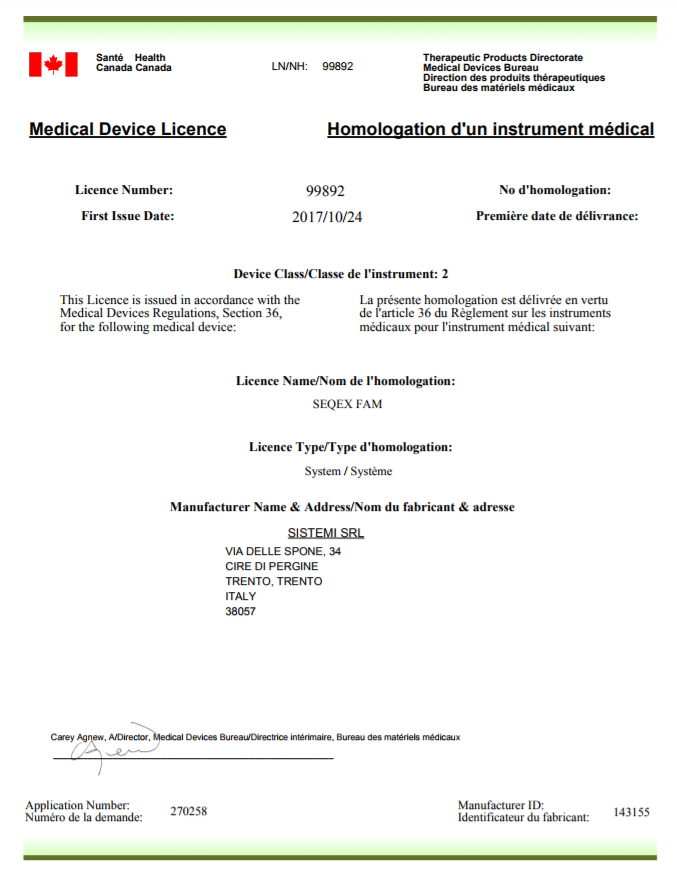 Santé Health
Canada Canada
LN/NH: 99892
Therapeutic Products Directorate
Medical Devices Bureau
Direction des produits thérapeutiques
Bureau des matériels médicaux
Medical Device Licence
Homologation d'un instrument médical
Licence Number: 99892 No d'homologation:
First Issue Date: 2017/10/24 Première date de délivrance:
Device Class/Classe de l'instrument: 2
This Licence is issued in accordance with the
Medical Devices Regulations, Section 36,
for the following medical device:
La présente homologation est délivrée en vertu
de l'article 36 du Règlement sur les instruments
médicaux pour l'instrument médical suivant:
Licence Name/Nom de l'homologation:
SEQEX FAM
Licence Type/Type d'homologation:
System / Système
Manufacturer Name & Address/Nom du fabricant & adresse
SISTEMI SRL
VIA DELLE SPONE, 34
CIRE DI PERGINE
TRENTO, TRENTO
ITALY
38057
Carey Agnew, A/Director, Medical Devices Bureau/Directrice intérimaire, Bureau des matériels médicaux
Application Number:
Numéro de la demande: 270258
Manufacturer ID:
Identificateur du fabricant: 143155